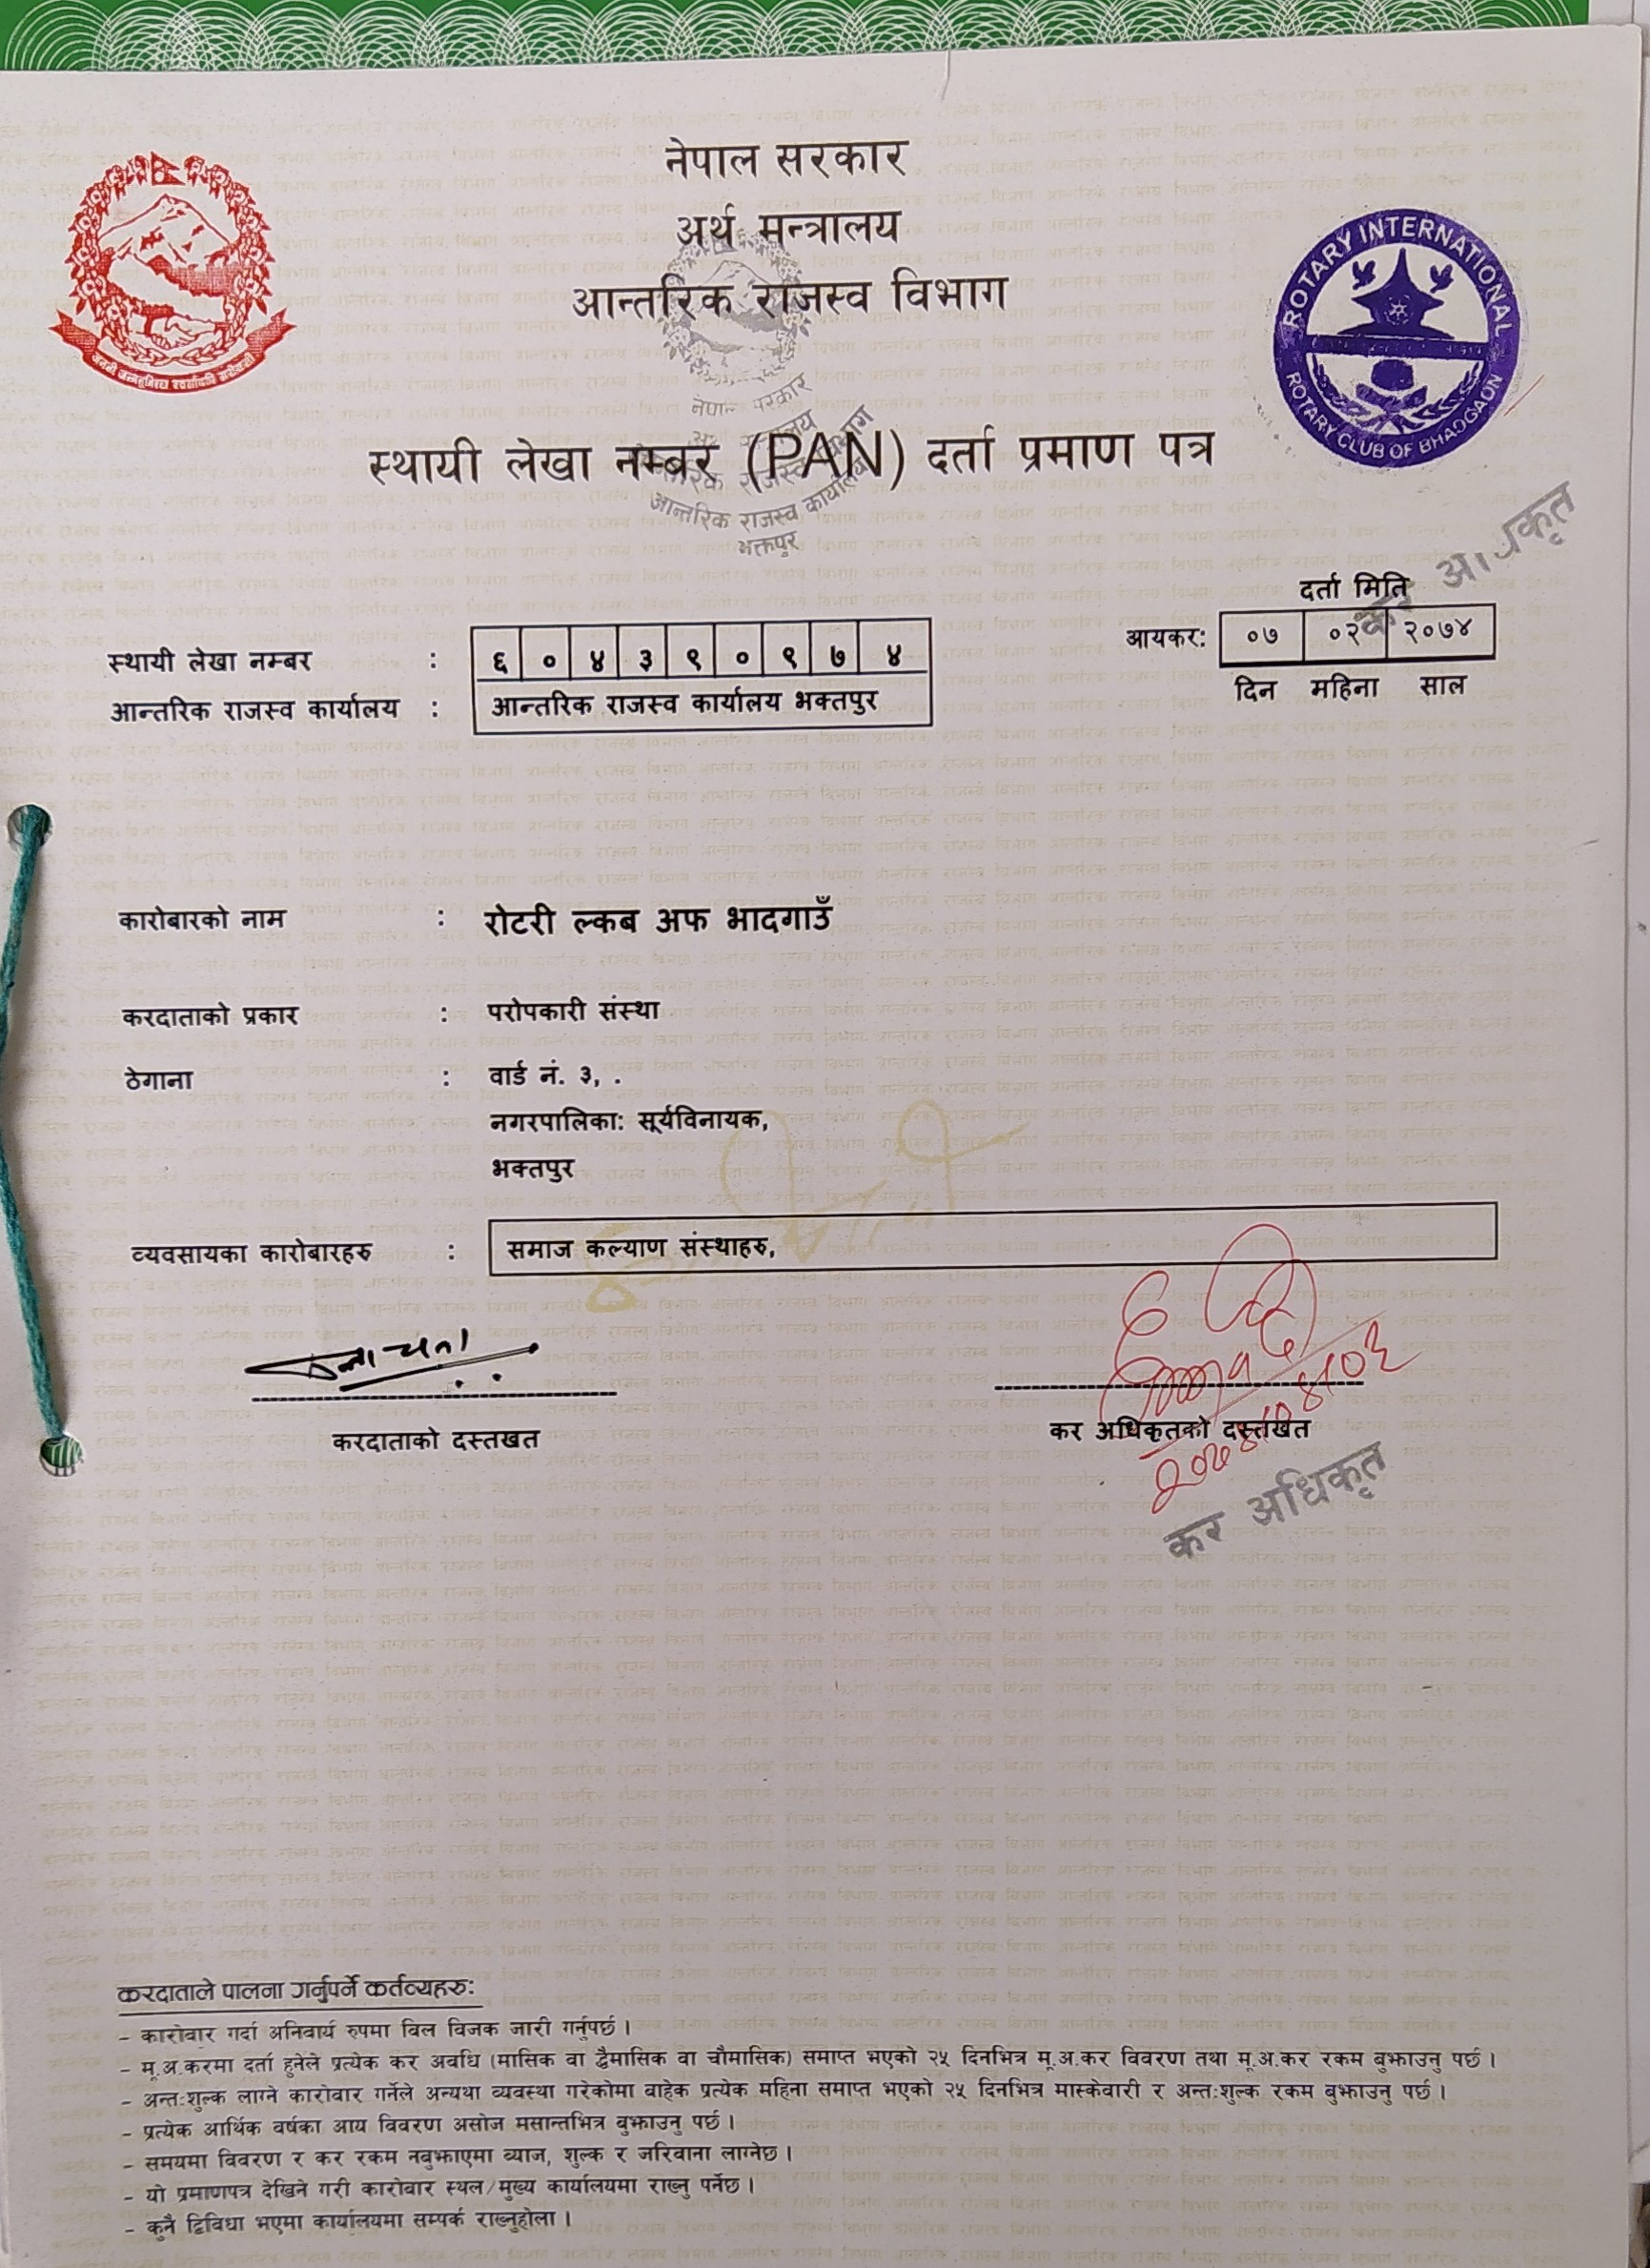 नेपाल सरकार
अर्थ मन्त्रालय
आन्तरिक राजस्व विभाग
ROTARY INTERNATIONAL
ROTARY CLUB OF BHADGAON
स्थायी लेखा नम्बर (PAN) दर्ता प्रमाण पत्र
आन्तरिक राजस्व कार्यालय
भक्तपुर
दर्ता मिति
स्थायी लेखा नम्बर : ६ ० ४ ३ ९ ० ९ ७ ४
आयकर: ०७ ०२ २०७४
दिन महिना साल
आन्तरिक राजस्व कार्यालय : आन्तरिक राजस्व कार्यालय भक्तपुर
कारोबारको नाम : रोटरी ल्कब अफ भादगाउँ
करदाताको प्रकार : परोपकारी संस्था
ठेगाना : वार्ड नं. ३, .
नगरपालिका: सूर्यविनायक,
भक्तपुर
व्यवसायका कारोबारहरु : समाज कल्याण संस्थाहरु,
करदाताको दस्तखत
कर अधिकृतको दस्तखत
कर अधिकृत
करदाताले पालना गर्नुपर्ने कर्तव्यहरु:
- कारोवार गर्दा अनिवार्य रुपमा विल विजक जारी गर्नुपर्छ ।
- मू.अ.करमा दर्ता हुनेले प्रत्येक कर अवधि (मासिक वा द्वैमासिक वा चौमासिक) समाप्त भएको २५ दिनभित्र मू.अ.कर विवरण तथा मू.अ.कर रकम बुझाउनु पर्छ ।
- अन्तःशुल्क लाग्ने कारोवार गर्नेले अन्यथा व्यवस्था गरेकोमा वाहेक प्रत्येक महिना समाप्त भएको २५ दिनभित्र मास्केवारी र अन्तःशुल्क रकम बुझाउनु पर्छ ।
- प्रत्येक आर्थिक वर्षका आय विवरण असोज मसान्तभित्र बुझाउनु पर्छ ।
- समयमा विवरण र कर रकम नबुझाएमा व्याज, शुल्क र जरिवाना लाग्नेछ ।
- यो प्रमाणपत्र देखिने गरी कारोवार स्थल/मुख्य कार्यालयमा राख्नु पर्नेछ ।
- कुनै द्विविधा भएमा कार्यालयमा सम्पर्क राख्नुहोला ।